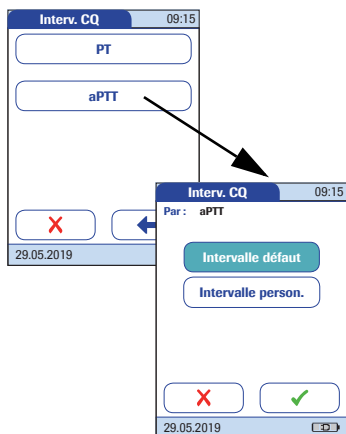 Interv. CQ 09:15
PT
aPTT
29.05.2019
Interv. CQ 09:15
Par : aPTT
Intervalle défaut
Intervalle person.
29.05.2019